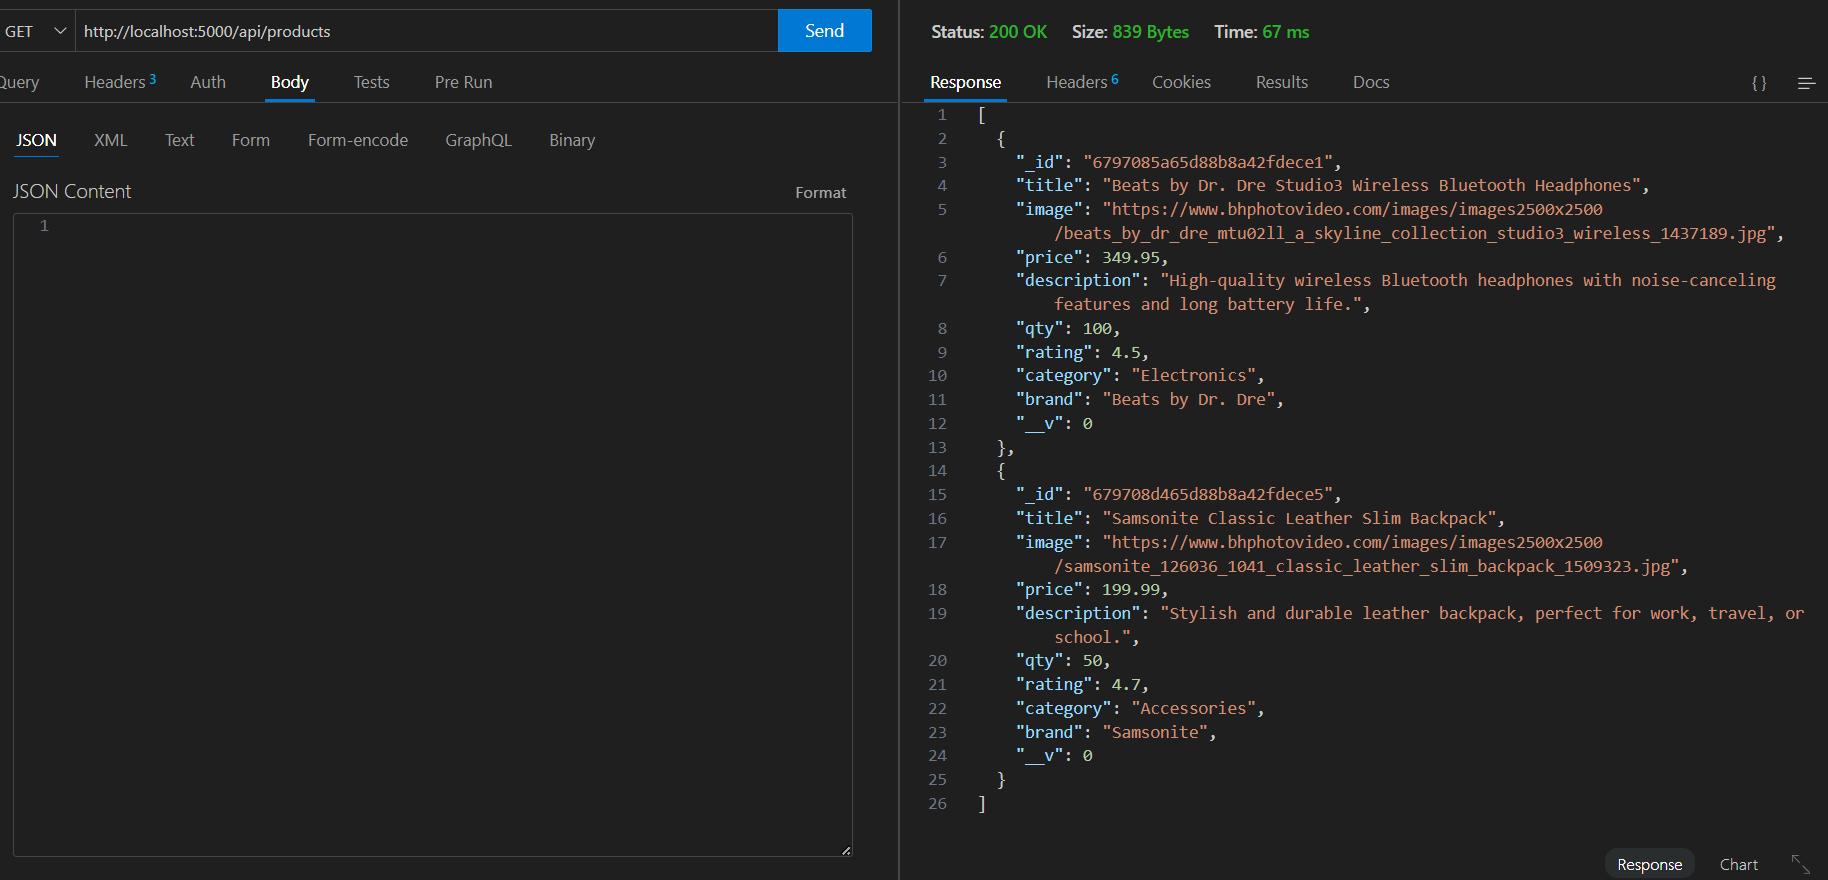 GET http://localhost:5000/api/products Send
Query Headers 3 Auth Body Tests Pre Run
JSON XML Text Form Form-encode GraphQL Binary
JSON Content Format
1
Status: 200 OK Size: 839 Bytes Time: 67 ms
Response Headers 6 Cookies Results Docs { }
1 [
2 {
3 "_id": "6797085a65d88b8a42fdece1",
4 "title": "Beats by Dr. Dre Studio3 Wireless Bluetooth Headphones",
5 "image": "https://www.bhphotovideo.com/images/images2500x2500
/beats_by_dr_dre_mtu02ll_a_skyline_collection_studio3_wireless_1437189.jpg",
6 "price": 349.95,
7 "description": "High-quality wireless Bluetooth headphones with noise-canceling
features and long battery life.",
8 "qty": 100,
9 "rating": 4.5,
10 "category": "Electronics",
11 "brand": "Beats by Dr. Dre",
12 "__v": 0
13 },
14 {
15 "_id": "679708d465d88b8a42fdece5",
16 "title": "Samsonite Classic Leather Slim Backpack",
17 "image": "https://www.bhphotovideo.com/images/images2500x2500
/samsonite_126036_1041_classic_leather_slim_backpack_1509323.jpg",
18 "price": 199.99,
19 "description": "Stylish and durable leather backpack, perfect for work, travel, or
school.",
20 "qty": 50,
21 "rating": 4.7,
22 "category": "Accessories",
23 "brand": "Samsonite",
24 "__v": 0
25 }
26 ]
Response Chart